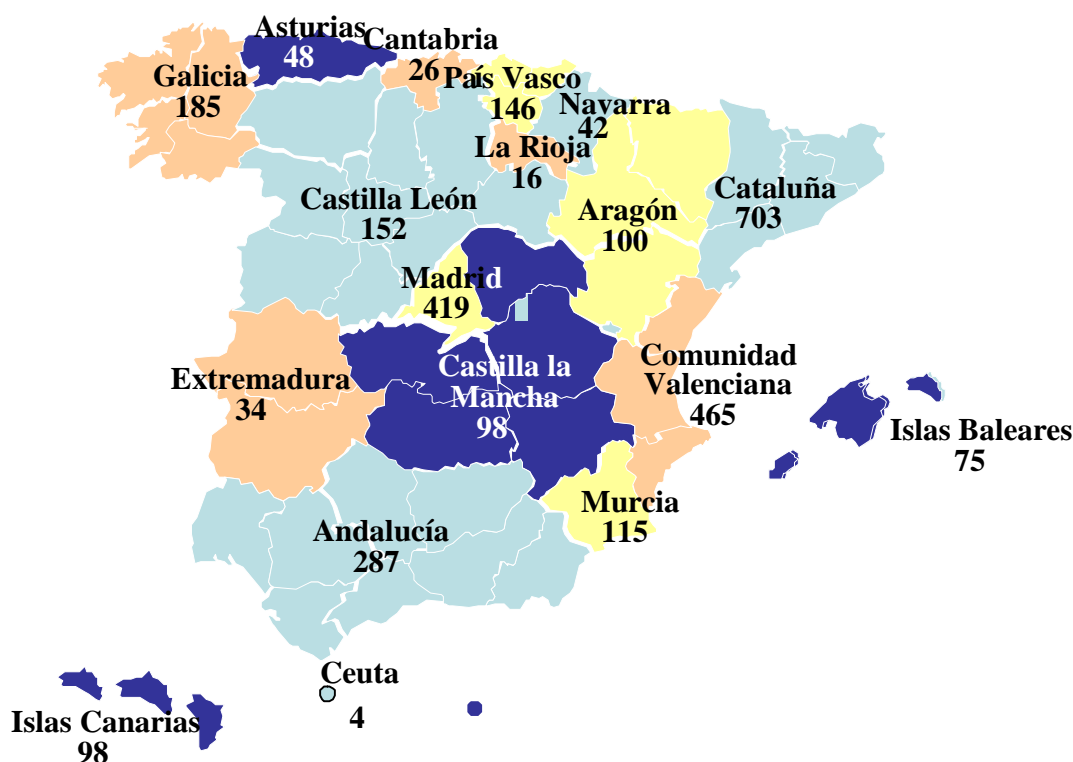 Asturias
48
Cantabria
26
Galicia
185
País Vasco
146
Navarra
42
La Rioja
16
Castilla León
152
Aragón
100
Cataluña
703
Madrid
419
Extremadura
34
Castilla la
Mancha
98
Comunidad
Valenciana
465
Islas Baleares
75
Murcia
115
Andalucía
287
Ceuta
4
Islas Canarias
98